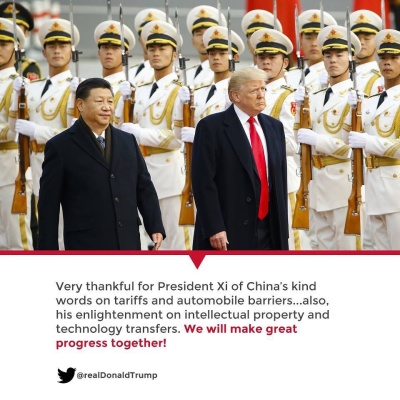 Very thankful for President Xi of China's kind
words on tariffs and automobile barriers...also,
his enlightenment on intellectual property and
technology transfers. We will make great
progress together!
@realDonaldTrump